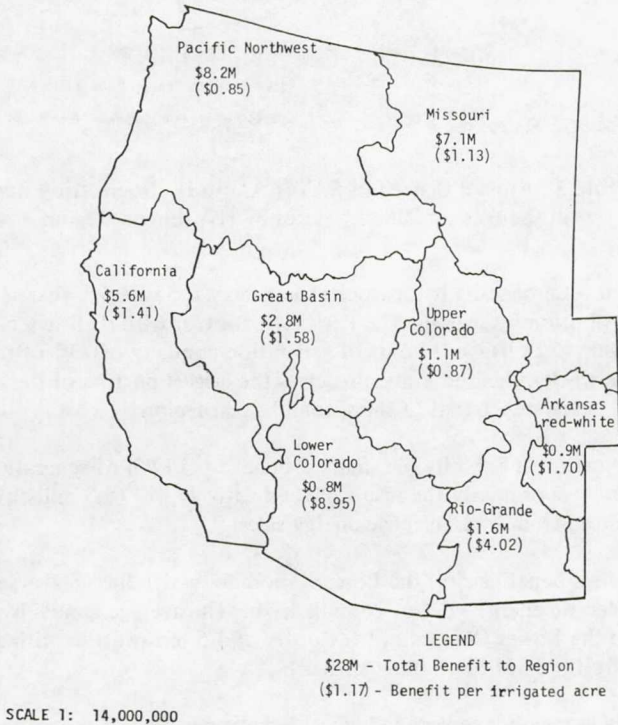 Pacific Northwest
$8.2M
($0.85)
Missouri
$7.1M
($1.13)
California
$5.6M
($1.41)
Great Basin
$2.8M
($1.58)
Upper
Colorado
$1.1M
($0.87)
Arkansas
red-white
$0.9M
($1.70)
Lower
Colorado
$0.8M
($8.95)
Rio-Grande
$1.6M
($4.02)
LEGEND
$28M - Total Benefit to Region
($1.17) - Benefit per irrigated acre
SCALE 1: 14,000,000